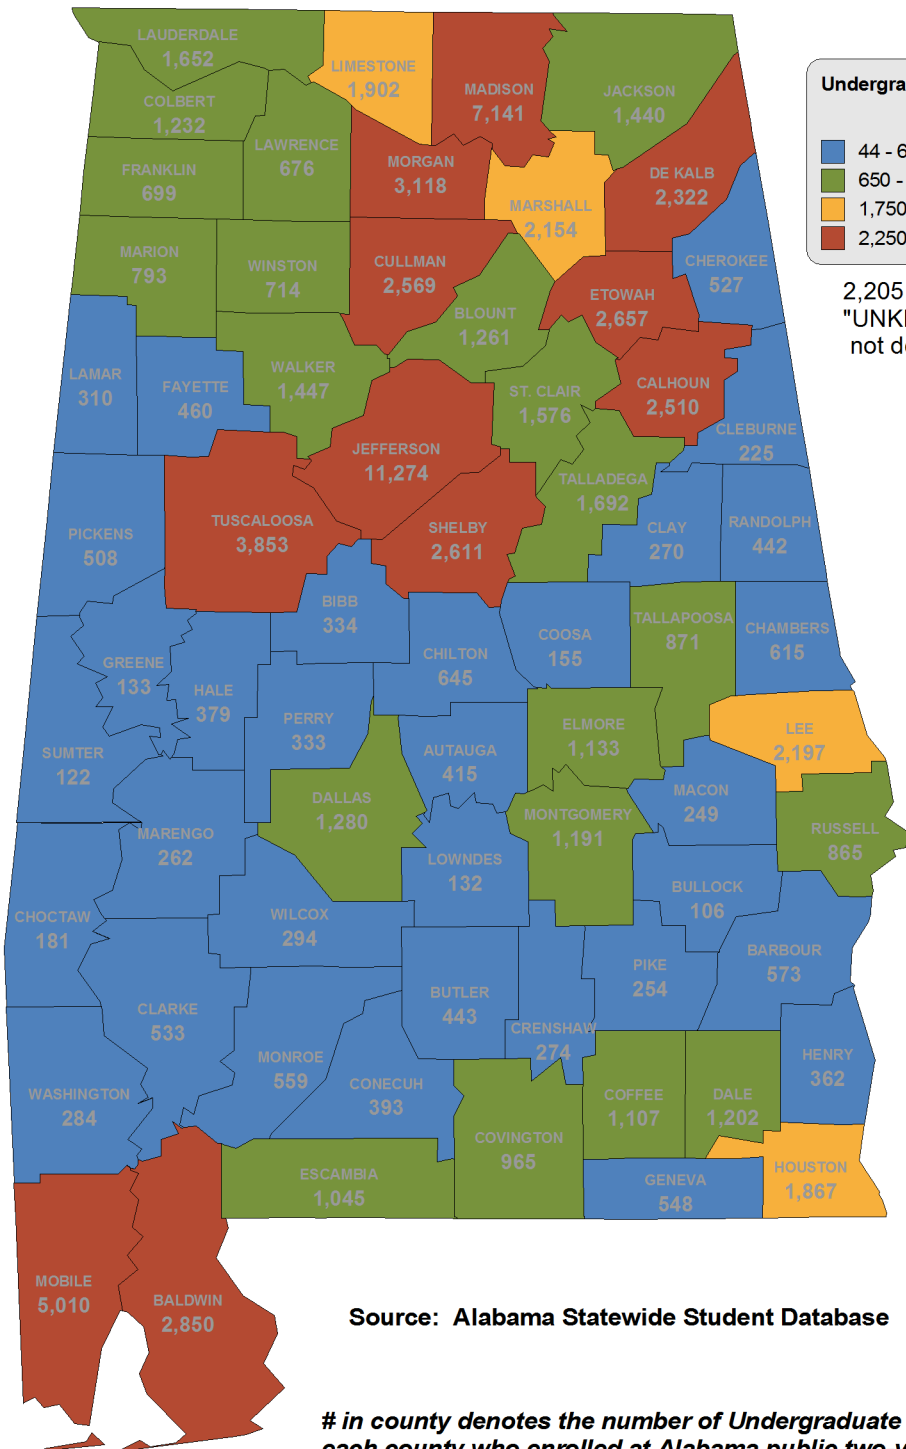 LAUDERDALE
1,652
LIMESTONE
1,902
MADISON
7,141
JACKSON
1,440
COLBERT
1,232
LAWRENCE
676
FRANKLIN
699
MORGAN
3,118
DE KALB
2,322
MARSHALL
2,154
MARION
793
WINSTON
714
CULLMAN
2,569
CHEROKEE
527
ETOWAH
2,657
BLOUNT
1,261
LAMAR
310
FAYETTE
460
WALKER
1,447
ST. CLAIR
1,576
CALHOUN
2,510
CLEBURNE
225
JEFFERSON
11,274
TALLADEGA
1,692
PICKENS
508
TUSCALOOSA
3,853
SHELBY
2,611
CLAY
270
RANDOLPH
442
BIBB
334
COOSA
155
TALLAPOOSA
871
CHAMBERS
615
GREENE
133
HALE
379
CHILTON
645
PERRY
333
AUTAUGA
415
ELMORE
1,133
LEE
2,197
SUMTER
122
DALLAS
1,280
MACON
249
MONTGOMERY
1,191
RUSSELL
865
MARENGO
262
LOWNDES
132
BULLOCK
106
CHOCTAW
181
WILCOX
294
BARBOUR
573
PIKE
254
CLARKE
533
BUTLER
443
CRENSHAW
274
MONROE
559
CONECUH
393
HENRY
362
WASHINGTON
284
COFFEE
1,107
DALE
1,202
COVINGTON
965
ESCAMBIA
1,045
GENEVA
548
HOUSTON
1,867
MOBILE
5,010
BALDWIN
2,850
Undergra
44 - 6
650 -
1,750
2,250
2,205
"UNK
not d
Source: Alabama Statewide Student Database
# in county denotes the number of Undergraduate
each county who enrolled at Alabama public two-y